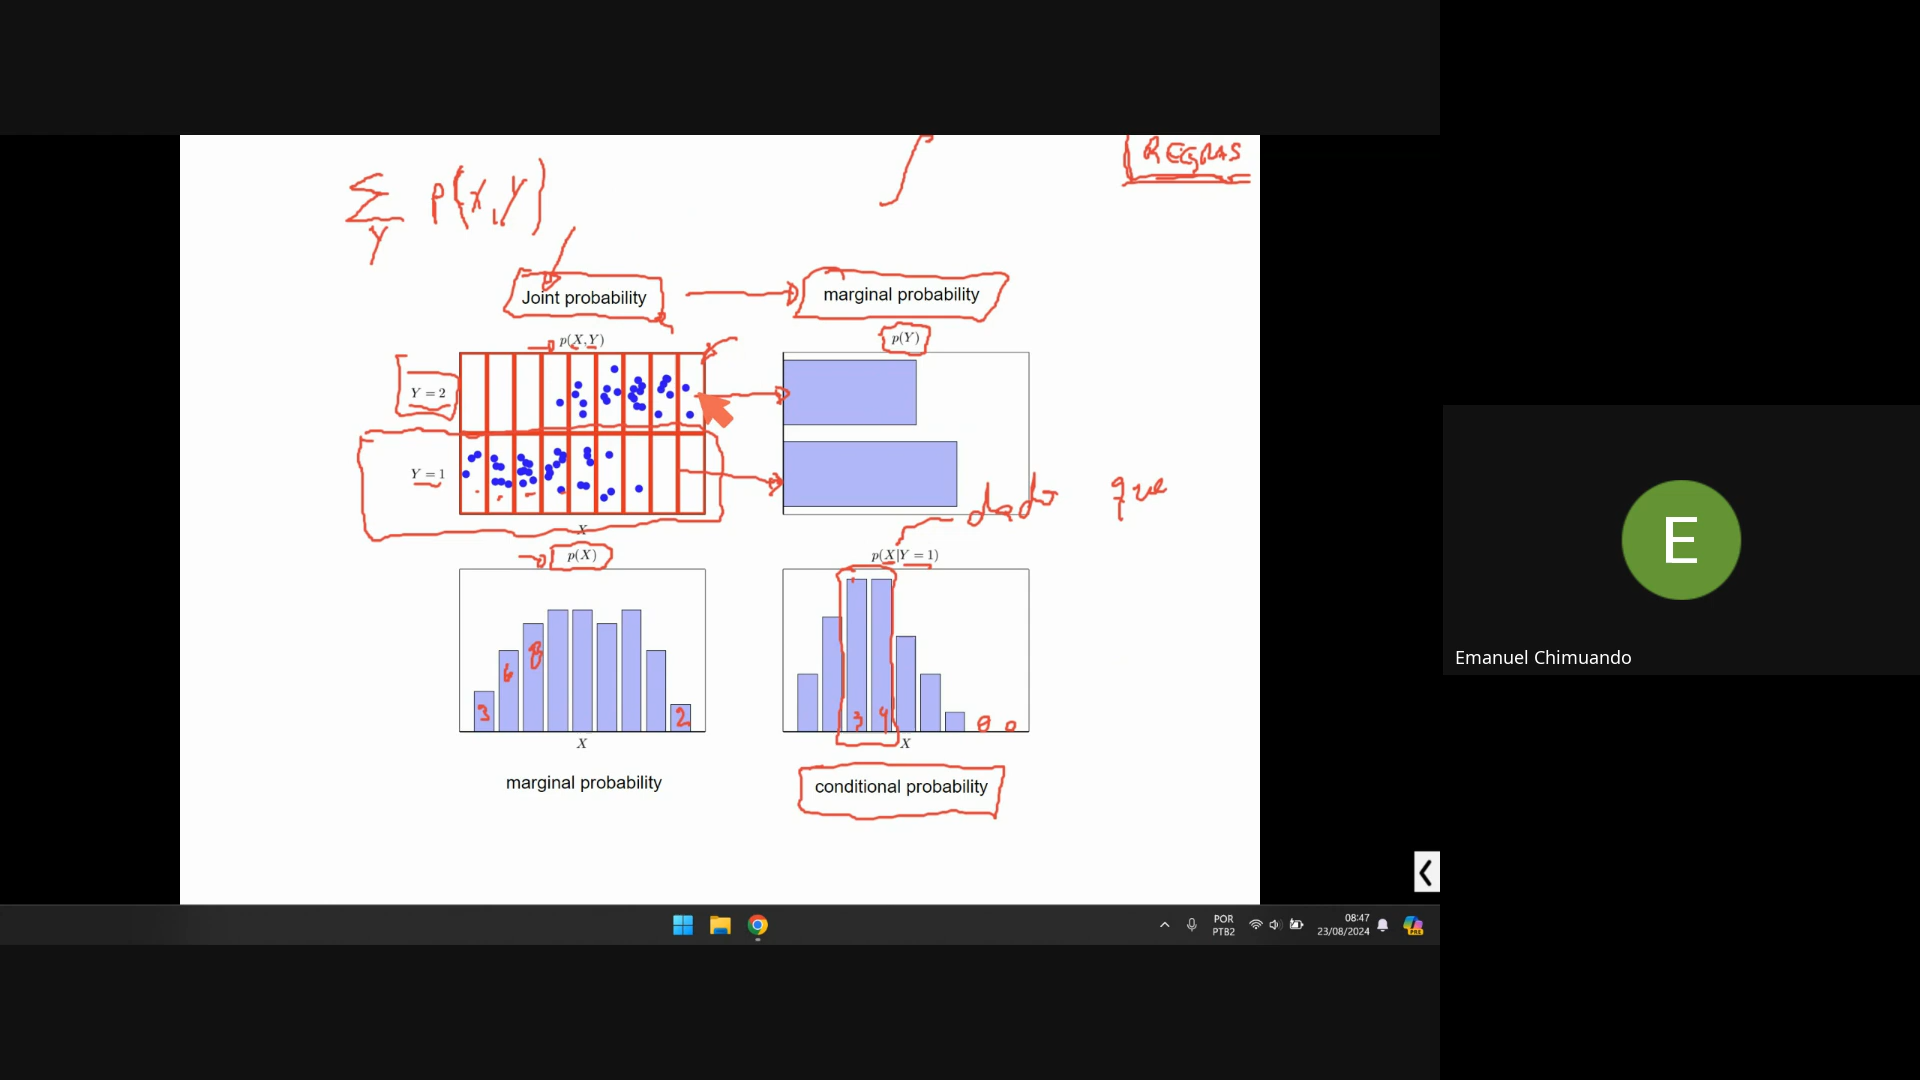 REGRAS
∑ P(X,Y)
Y
Joint probability
marginal probability
p(X,Y)
p(Y)
Y = 2
Y = 1
X
dado que
p(X)
p(X|Y = 1)
3
6
8
2
3
4
0
0
X
X
marginal probability
conditional probability
E
Emanuel Chimuando
POR
PTB2
08:47
23/08/2024
PRE